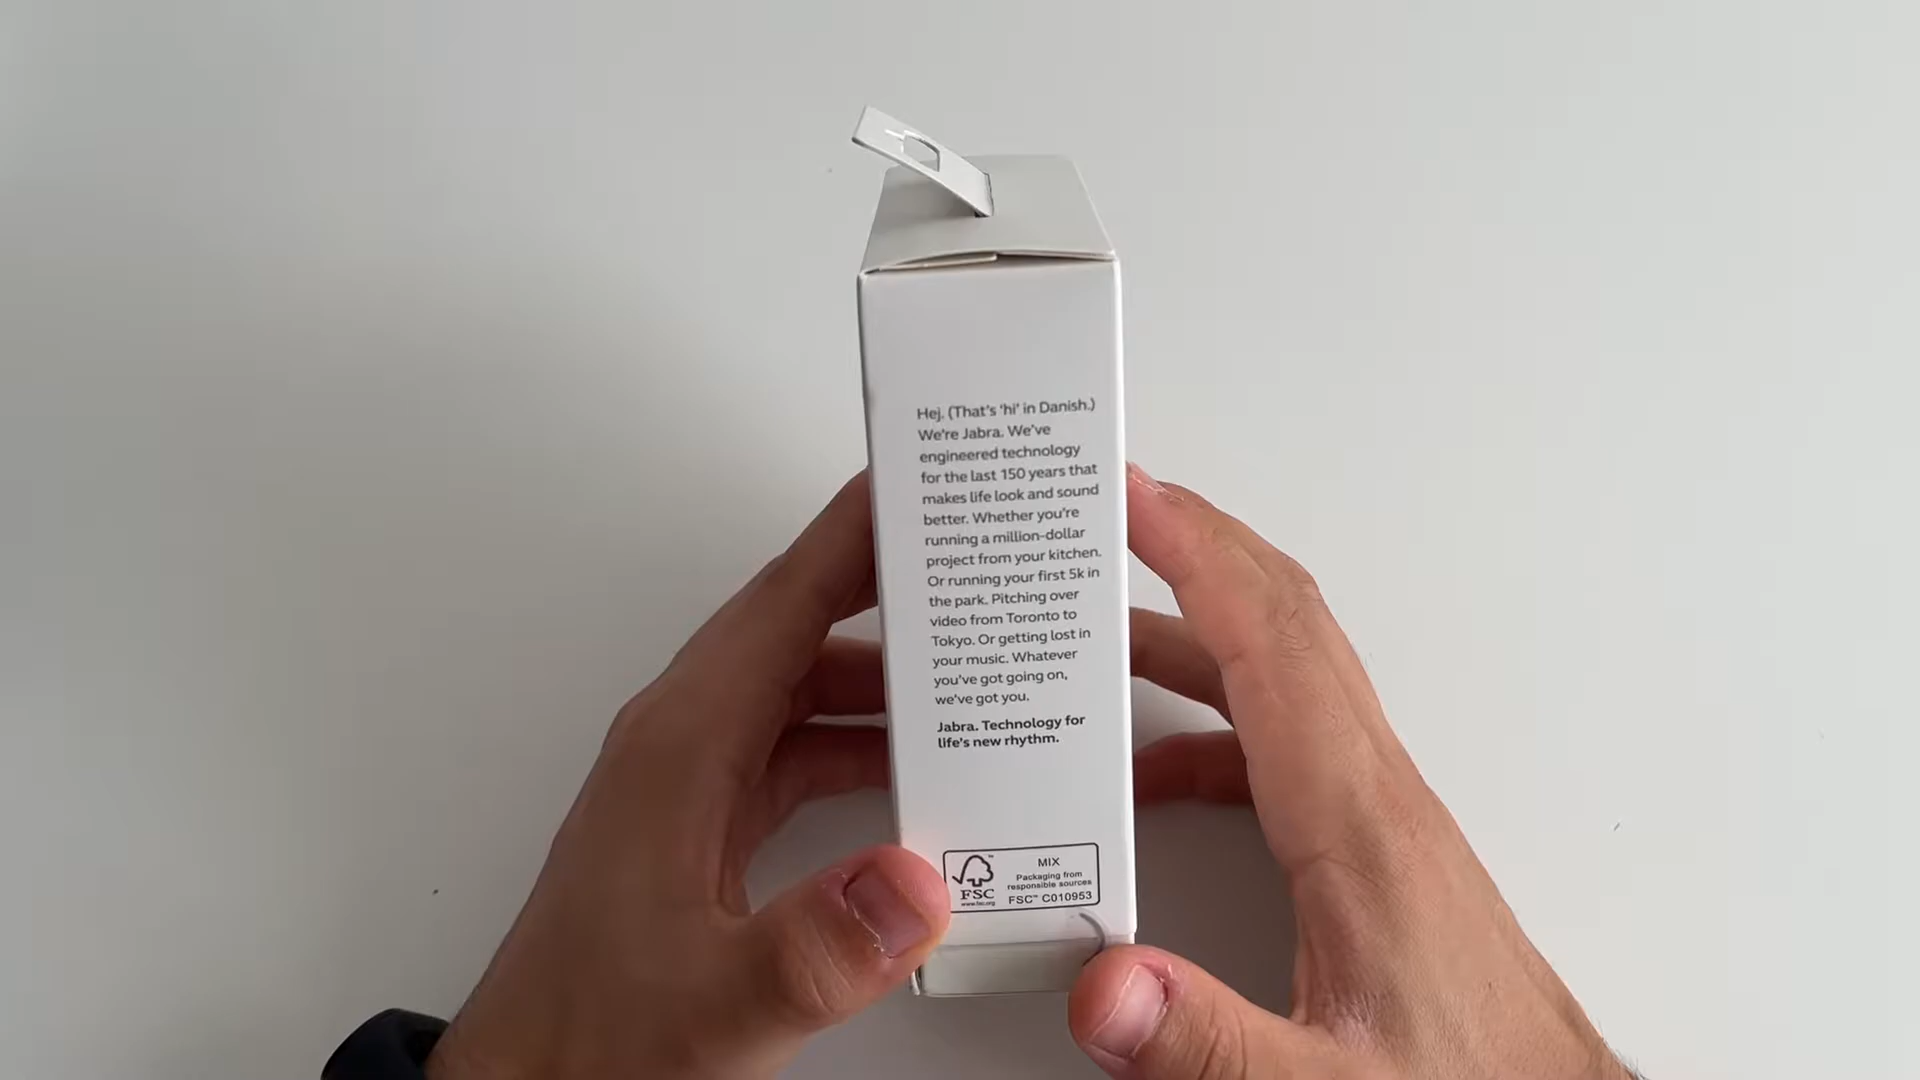 Hej. (That's 'hi' in Danish.)
We're Jabra. We've
engineered technology
for the last 150 years that
makes life look and sound
better. Whether you're
running a million-dollar
project from your kitchen.
Or running your first 5k in
the park. Pitching over
video from Toronto to
Tokyo. Or getting lost in
your music. Whatever
you've got going on,
we've got you.
Jabra. Technology for
life's new rhythm.
FSC
www.fsc.org
MIX
Packaging from
responsible sources
FSC™ C010953